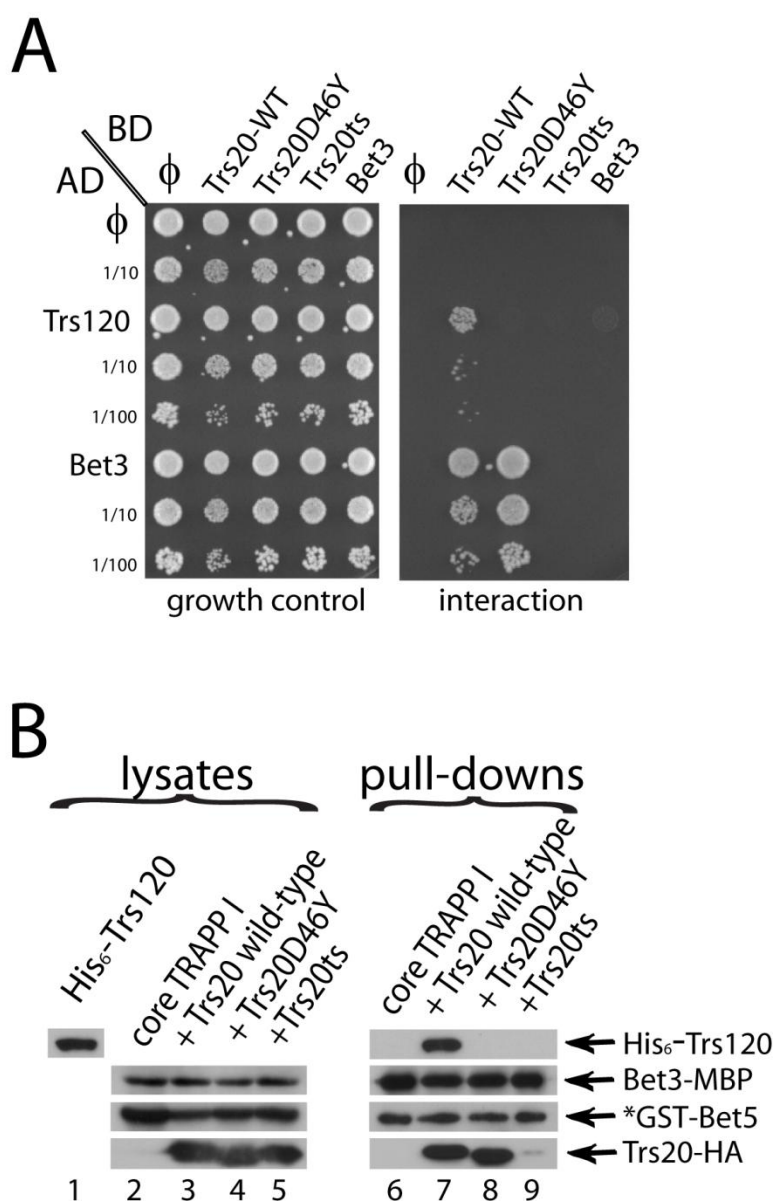 A
BD
AD
ϕ Trs20-WT Trs20D46Y Trs20ts Bet3
ϕ Trs20-WT Trs20D46Y Trs20ts Bet3
ϕ
1/10
Trs120
1/10
1/100
Bet3
1/10
1/100
growth control interaction
B
lysates pull-downs
His6-Trs120
core TRAPP I
+ Trs20 wild-type
+ Trs20D46Y
+Trs20ts
core TRAPP I
+ Trs20 wild-type
+ Trs20D46Y
+Trs20ts
His6-Trs120
Bet3-MBP
*GST-Bet5
Trs20-HA
1 2 3 4 5 6 7 8 9